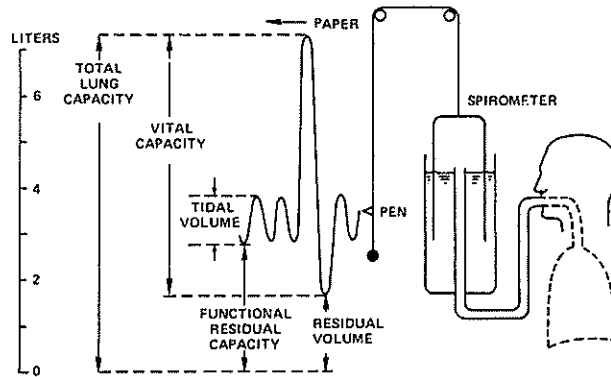 LITERS
6
4
2
0
TOTAL
LUNG
CAPACITY
VITAL
CAPACITY
TIDAL
VOLUME
FUNCTIONAL
RESIDUAL
CAPACITY
RESIDUAL
VOLUME
PAPER
PEN
SPIROMETER